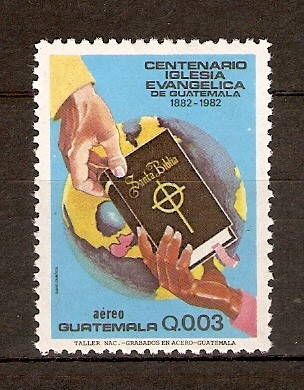 CENTENARIO
IGLESIA
EVANGELICA
DE GUATEMALA
1882-1982
Santa Biblia
aéreo
GUATEMALA Q.0.03
TALLER NAC.-GRABADOS EN ACERO-GUATEMALA